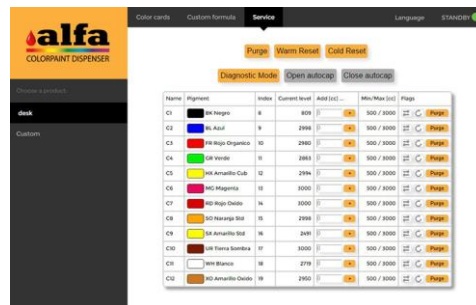 Color cards Custom formula Service Language STANDBY
alfa
COLORPAINT DISPENSER
Purge Warm Reset Cold Reset
Choose a product:
Diagnostic Mode Open autocap Close autocap
desk
Custom
Name Pigment Index Current level Add [cc] ... Min/Max [cc] Flags
C1 BK Negro 8 809 + 500 / 3000 Purge
C2 BL Azul 9 2998 + 500 / 3000 Purge
C3 FR Rojo Organico 10 2980 + 500 / 3000 Purge
C4 GR Verde 11 2863 + 500 / 3000 Purge
C5 HX Amarillo Cub 12 2994 + 500 / 3000 Purge
C6 MG Magenta 13 3000 + 500 / 3000 Purge
C7 RD Rojo Oxido 14 3000 + 500 / 3000 Purge
C8 SO Naranja Std 15 2998 + 500 / 3000 Purge
C9 SX Amarillo Std 16 2491 + 500 / 3000 Purge
C10 UR Tierra Sombra 17 3000 + 500 / 3000 Purge
C11 WH Blanco 18 2719 + 500 / 3000 Purge
C12 XO Amarillo Oxido 19 2950 + 500 / 3000 Purge